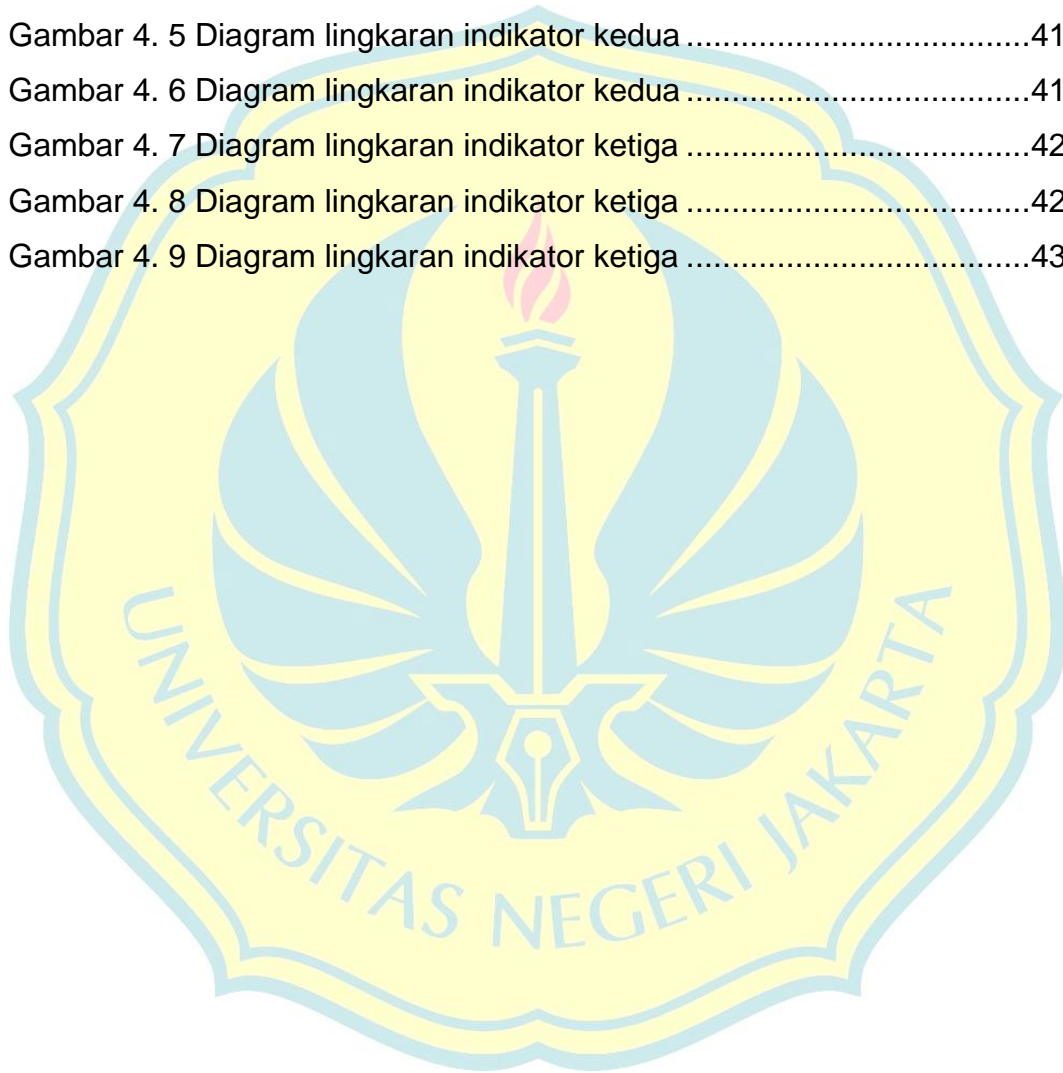 Gambar 4. 5 Diagram lingkaran indikator kedua ......................................41
Gambar 4. 6 Diagram lingkaran indikator kedua ......................................41
Gambar 4. 7 Diagram lingkaran indikator ketiga ......................................42
Gambar 4. 8 Diagram lingkaran indikator ketiga ......................................42
Gambar 4. 9 Diagram lingkaran indikator ketiga ......................................43
UNIVERSITAS NEGERI JAKARTA